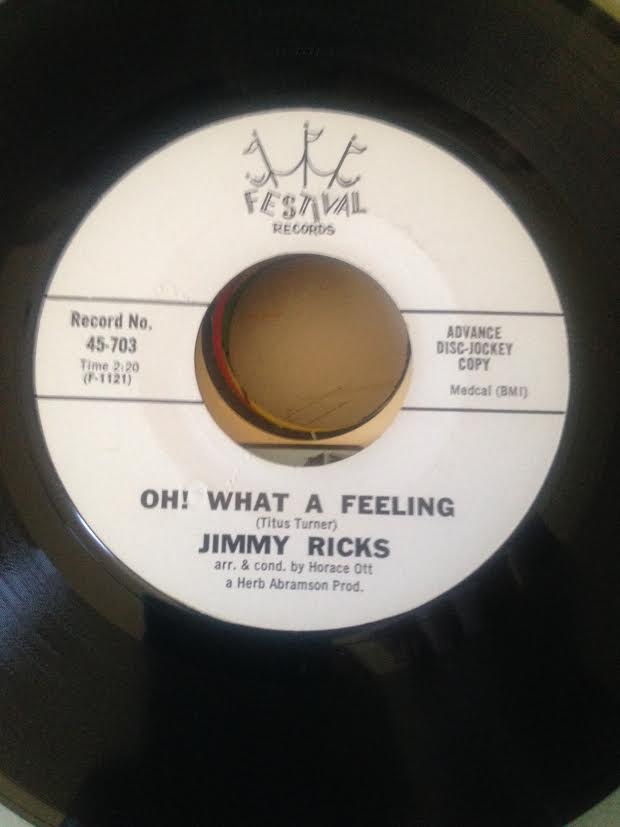 FESTIVAL
RECORDS
Record No.
45-703
Time 2:20
(F-1121)
ADVANCE
DISC-JOCKEY
COPY
Medcal (BMI)
OH! WHAT A FEELING
(Titus Turner)
JIMMY RICKS
arr. & cond. by Horace Ott
a Herb Abramson Prod.